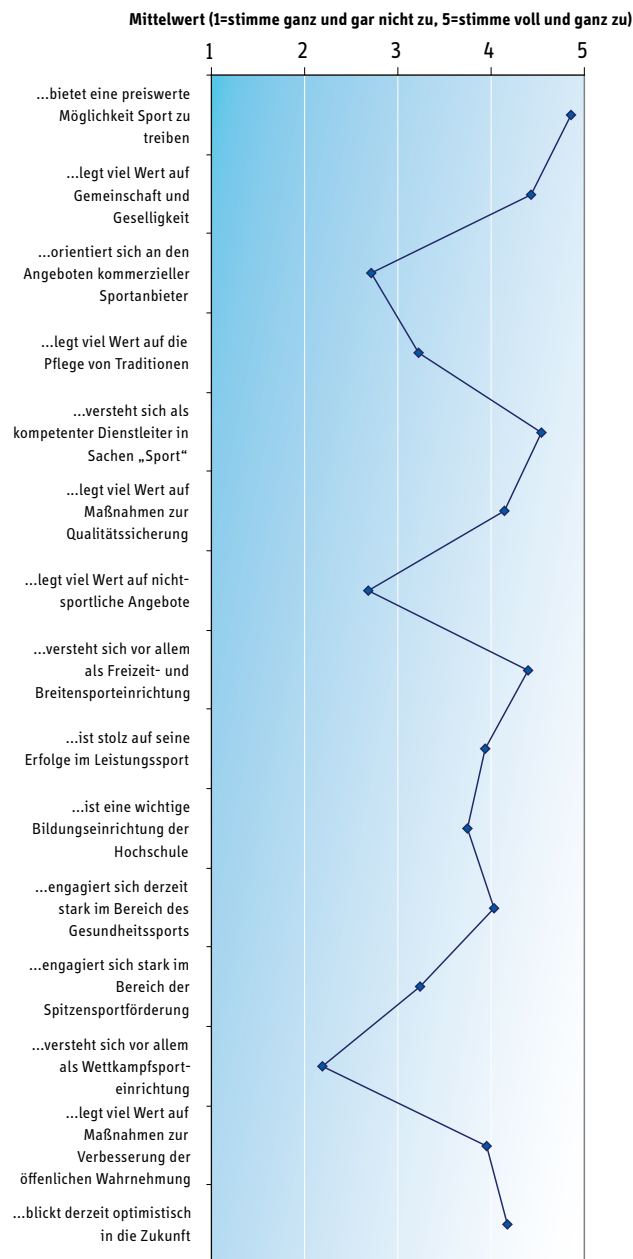 Mittelwert (1=stimme ganz und gar nicht zu, 5=stimme voll und ganz zu)
1 2 3 4 5
...bietet eine preiswerte
Möglichkeit Sport zu
treiben
...legt viel Wert auf
Gemeinschaft und
Geselligkeit
...orientiert sich an den
Angeboten kommerzieller
Sportanbieter
...legt viel Wert auf die
Pflege von Traditionen
...versteht sich als
kompetenter Dienstleiter in
Sachen „Sport“
...legt viel Wert auf
Maßnahmen zur
Qualitätssicherung
...legt viel Wert auf nicht-
sportliche Angebote
...versteht sich vor allem
als Freizeit- und
Breitensporteinrichtung
...ist stolz auf seine
Erfolge im Leistungssport
...ist eine wichtige
Bildungseinrichtung der
Hochschule
...engagiert sich derzeit
stark im Bereich des
Gesundheitssports
...engagiert sich stark im
Bereich der
Spitzensportförderung
...versteht sich vor allem
als Wettkampfsport-
einrichtung
...legt viel Wert auf
Maßnahmen zur
Verbesserung der
öffenlichen Wahrnehmung
...blickt derzeit optimistisch
in die Zukunft